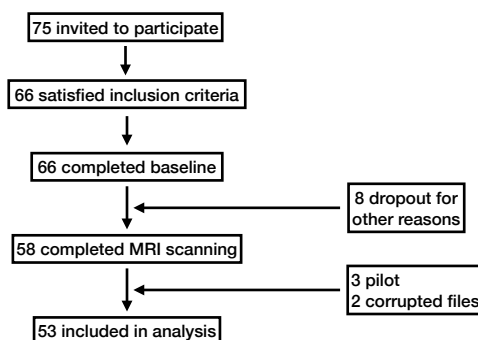 75 invited to participate
66 satisfied inclusion criteria
66 completed baseline
8 dropout for
other reasons
58 completed MRI scanning
3 pilot
2 corrupted files
53 included in analysis